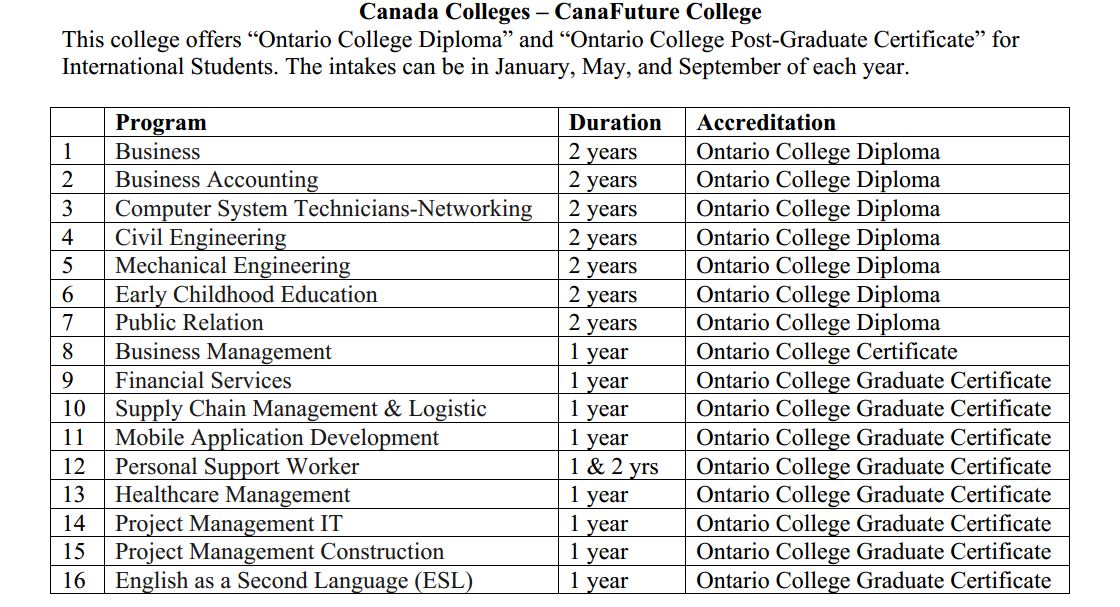 Canada Colleges – CanaFuture College
This college offers “Ontario College Diploma” and “Ontario College Post-Graduate Certificate” for
International Students. The intakes can be in January, May, and September of each year.
Program Duration Accreditation
1 Business 2 years Ontario College Diploma
2 Business Accounting 2 years Ontario College Diploma
3 Computer System Technicians-Networking 2 years Ontario College Diploma
4 Civil Engineering 2 years Ontario College Diploma
5 Mechanical Engineering 2 years Ontario College Diploma
6 Early Childhood Education 2 years Ontario College Diploma
7 Public Relation 2 years Ontario College Diploma
8 Business Management 1 year Ontario College Certificate
9 Financial Services 1 year Ontario College Graduate Certificate
10 Supply Chain Management & Logistic 1 year Ontario College Graduate Certificate
11 Mobile Application Development 1 year Ontario College Graduate Certificate
12 Personal Support Worker 1 & 2 yrs Ontario College Graduate Certificate
13 Healthcare Management 1 year Ontario College Graduate Certificate
14 Project Management IT 1 year Ontario College Graduate Certificate
15 Project Management Construction 1 year Ontario College Graduate Certificate
16 English as a Second Language (ESL) 1 year Ontario College Graduate Certificate